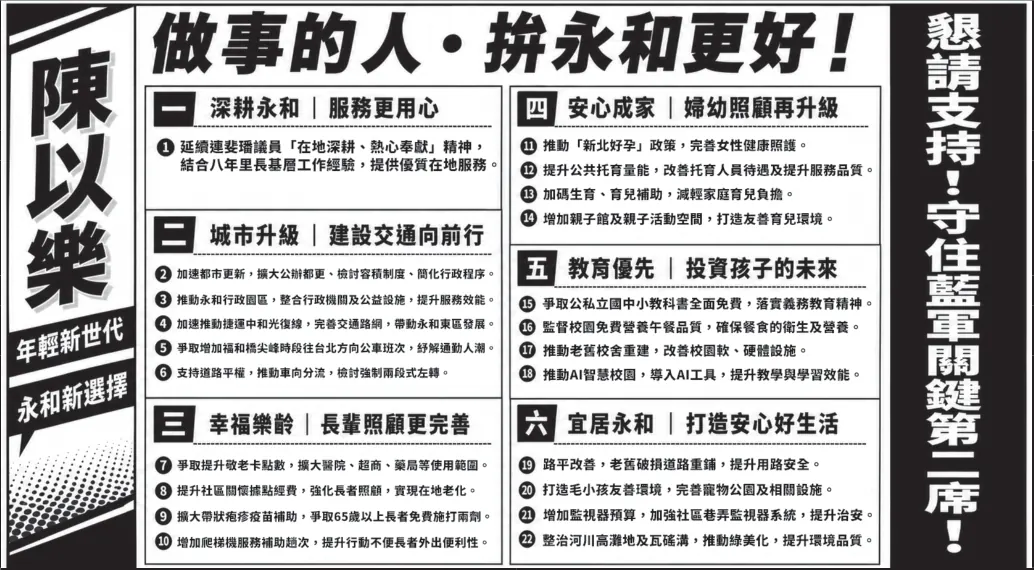 陳以樂
年輕新世代
永和新選擇
做事的人・拚永和更好！
一 深耕永和｜服務更用心
1 延續連斐璠議員「在地深耕、熱心奉獻」精神，
結合八年里長基層工作經驗，提供優質在地服務。
二 城市升級｜建設交通向前行
2 加速都市更新，擴大公辦都更、檢討容積制度、簡化行政程序。
3 推動永和行政園區，整合行政機關及公益設施，提升服務效能。
4 加速推動捷運中和光復線，完善交通路網，帶動永和東區發展。
5 爭取增加福和橋尖峰時段往台北方向公車班次，紓解通勤人潮。
6 支持道路平權，推動車向分流，檢討強制兩段式左轉。
三 幸福樂齡｜長輩照顧更完善
7 爭取提升敬老卡點數，擴大醫院、超商、藥局等使用範圍。
8 提升社區關懷據點經費，強化長者照顧，實現在地老化。
9 擴大帶狀疱疹疫苗補助，爭取65歲以上長者免費施打兩劑。
10 增加爬梯機服務補助趟次，提升行動不便長者外出便利性。
四 安心成家｜婦幼照顧再升級
11 推動「新北好孕」政策，完善女性健康照護。
12 提升公共托育量能，改善托育人員待遇及提升服務品質。
13 加碼生育、育兒補助，減輕家庭育兒負擔。
14 增加親子館及親子活動空間，打造友善育兒環境。
五 教育優先｜投資孩子的未來
15 爭取公私立國中小教科書全面免費，落實義務教育精神。
16 監督校園免費營養午餐品質，確保餐食的衛生及營養。
17 推動老舊校舍重建，改善校園軟、硬體設施。
18 推動AI智慧校園，導入AI工具，提升教學與學習效能。
六 宜居永和｜打造安心好生活
19 路平改善，老舊破損道路重鋪，提升用路安全。
20 打造毛小孩友善環境，完善寵物公園及相關設施。
21 增加監視器預算，加強社區巷弄監視器系統，提升治安。
22 整治河川高灘地及瓦磘溝，推動綠美化，提升環境品質。
懇請支持！守住藍軍關鍵第二席！